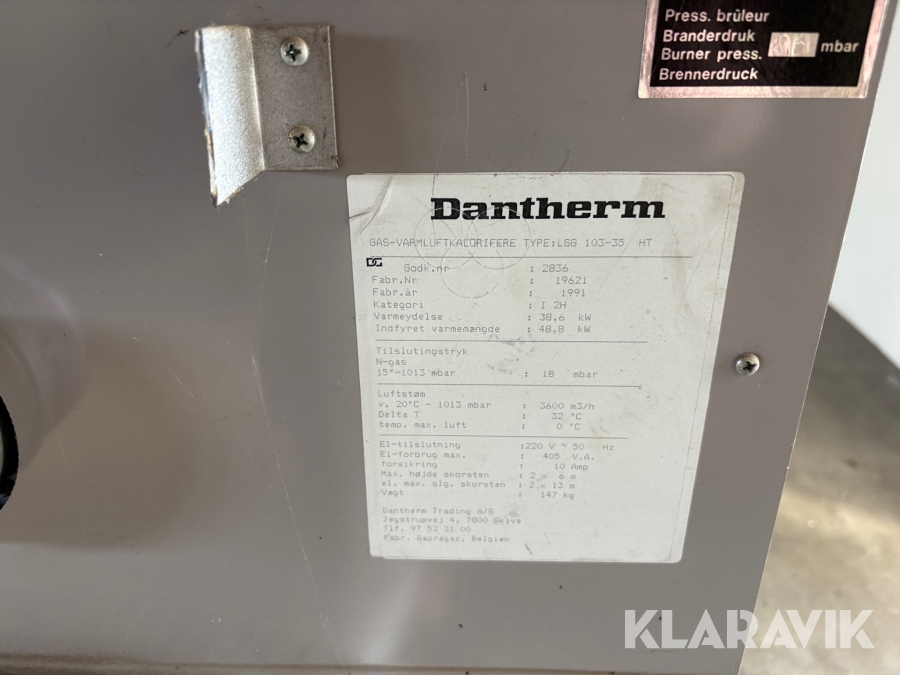 Press. brûleur
Branderdruk
Burner press. mbar
Brennerdruck
Dantherm
GAS-VARMLUFTKALORIFERE TYPE:LSG 103-35 HT
DG Godk.nr : 2836
Fabr.Nr : 19621
Fabr.år : 1991
Kategori : I 2H
Varmeydelse : 38,6 kW
Indfyret varmemængde : 48.8 kW
Tilslutingstryk
N-gas
15°-1013 mbar : 18 mbar
Luftstøm
v. 20°C - 1013 mbar : 3600 m3/h
Delta T : 32 °C
temp. max. luft : 0 °C
El-tilslutning :220 V ~ 50 Hz
El-forbrug max. : 405 V.A.
forsikring : 10 Amp
Max. højde skorsten : 2 × 6 m
el. max. slg. skorsten : 2 × 13 m
Vægt : 147 kg
Dantherm Trading A/S
Jegstrupvej 4, 7800 Skive
Tlf. 97 52 31 00
Fabr. Gapragaz, Belgien
KLARAVIK